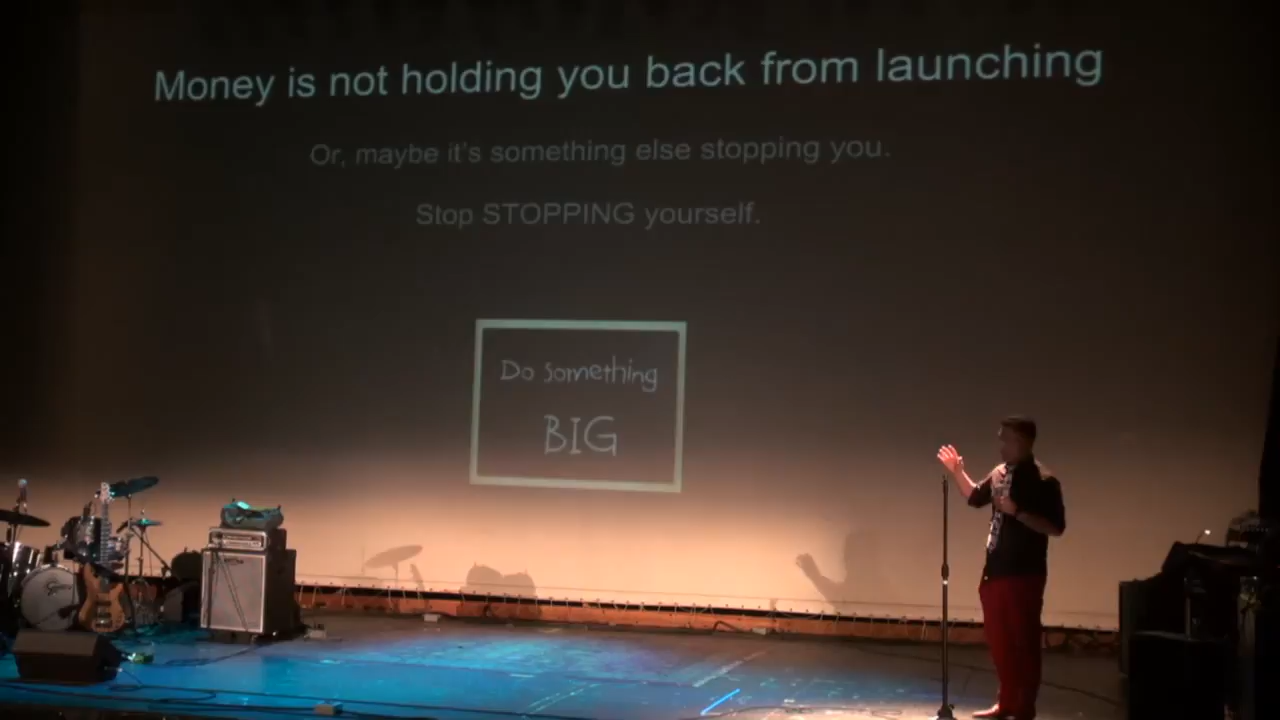 Money is not holding you back from launching
Or, maybe it's something else stopping you.
Stop STOPPING yourself.
Do something
BIG